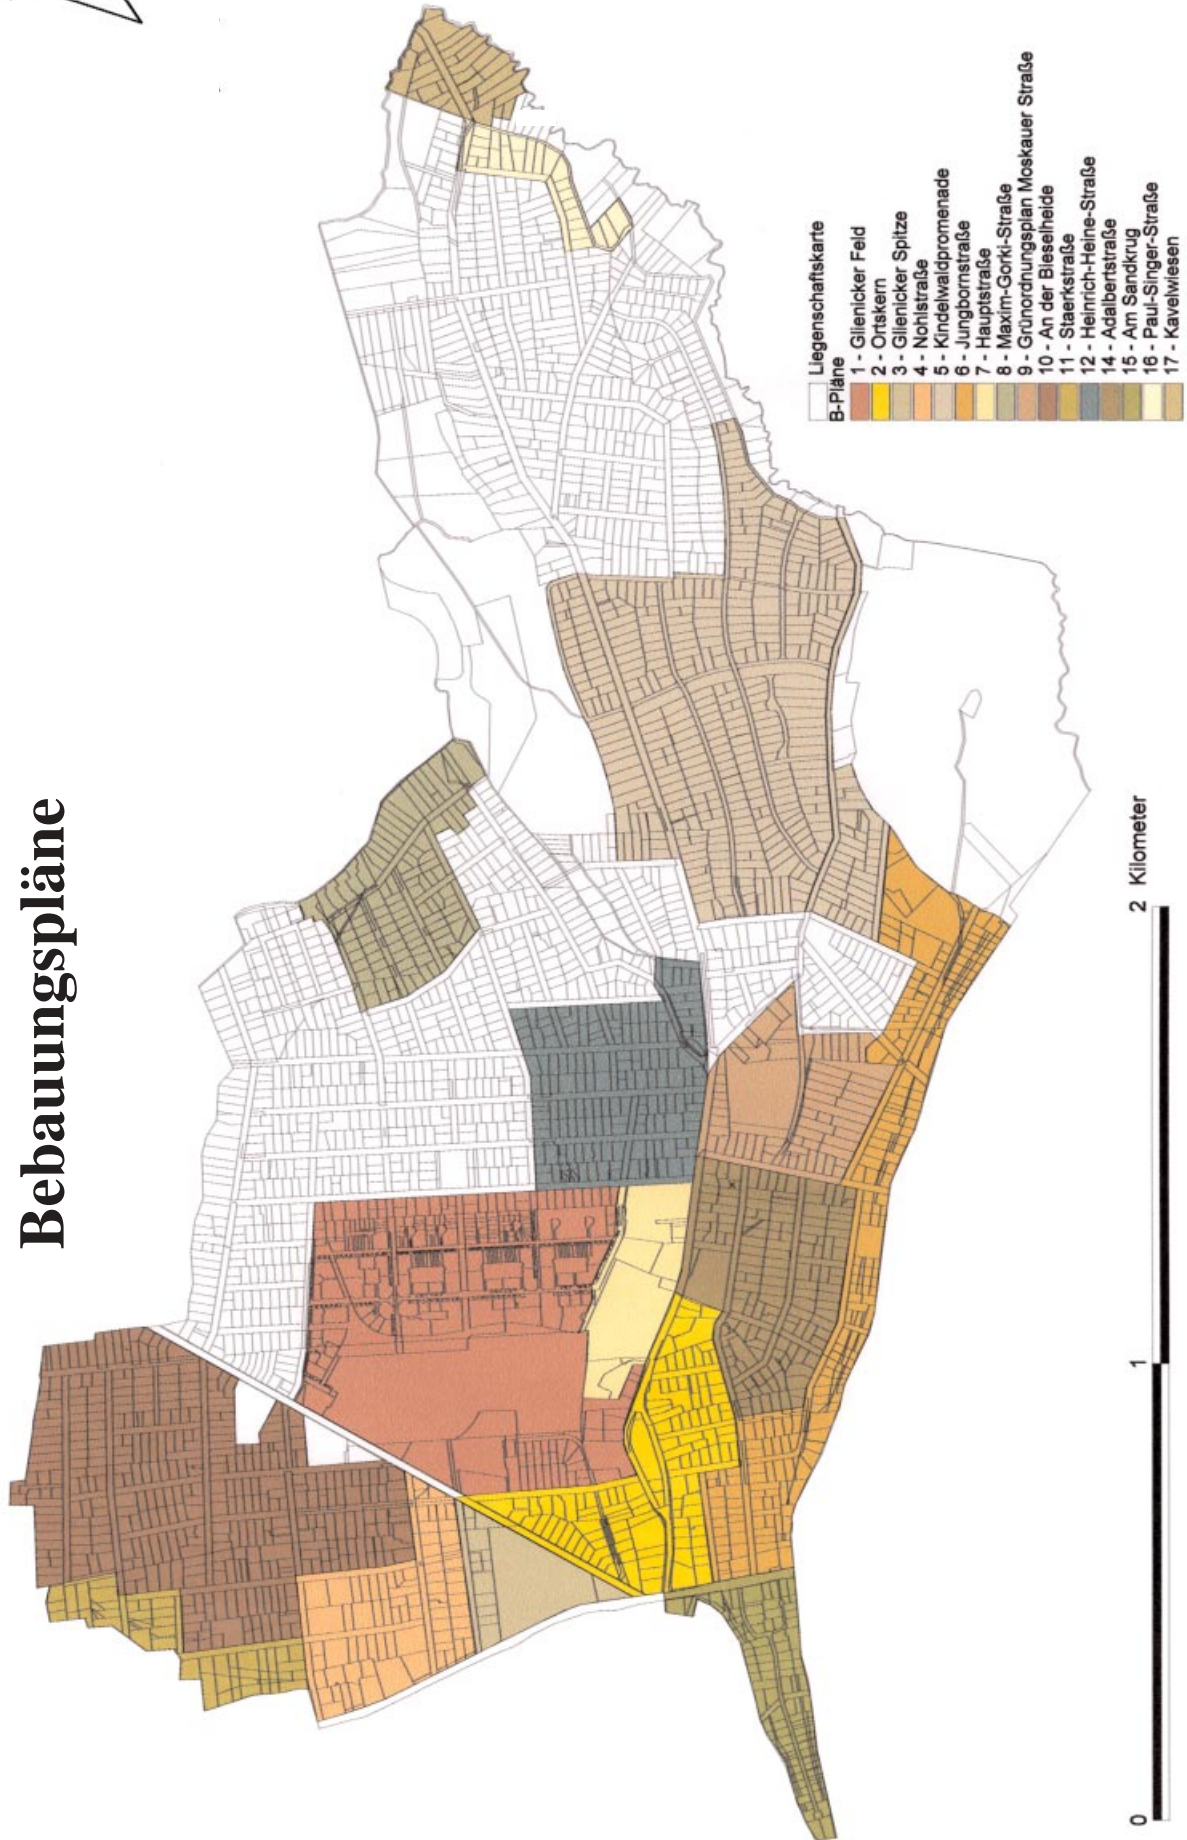 Bebauungspläne
Liegenschaftskarte
B-Pläne
1 - Glienicker Feld
2 - Ortskern
3 - Glienicker Spitze
4 - Nohlstraße
5 - Kindelwaldpromenade
6 - Jungbornstraße
7 - Hauptstraße
8 - Maxim-Gorki-Straße
9 - Grünordnungsplan Moskauer Straße
10 - An der Bieselheide
11 - Staerkstraße
12 - Heinrich-Heine-Straße
14 - Adalbertstraße
15 - Am Sandkrug
16 - Paul-Singer-Straße
17 - Kavelwiesen
0 1 2 Kilometer